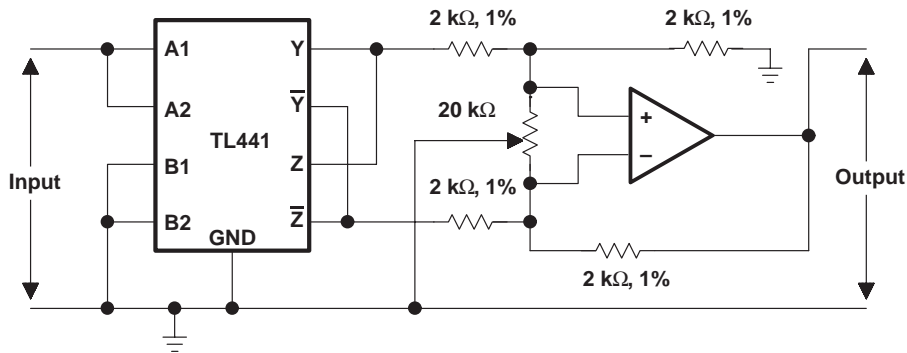 2 kΩ, 1%
2 kΩ, 1%
A1
Y
A2
Y̅
20 kΩ
+
TL441
B1
Z
−
Input
2 kΩ, 1%
Output
B2
Z̅
GND
2 kΩ, 1%